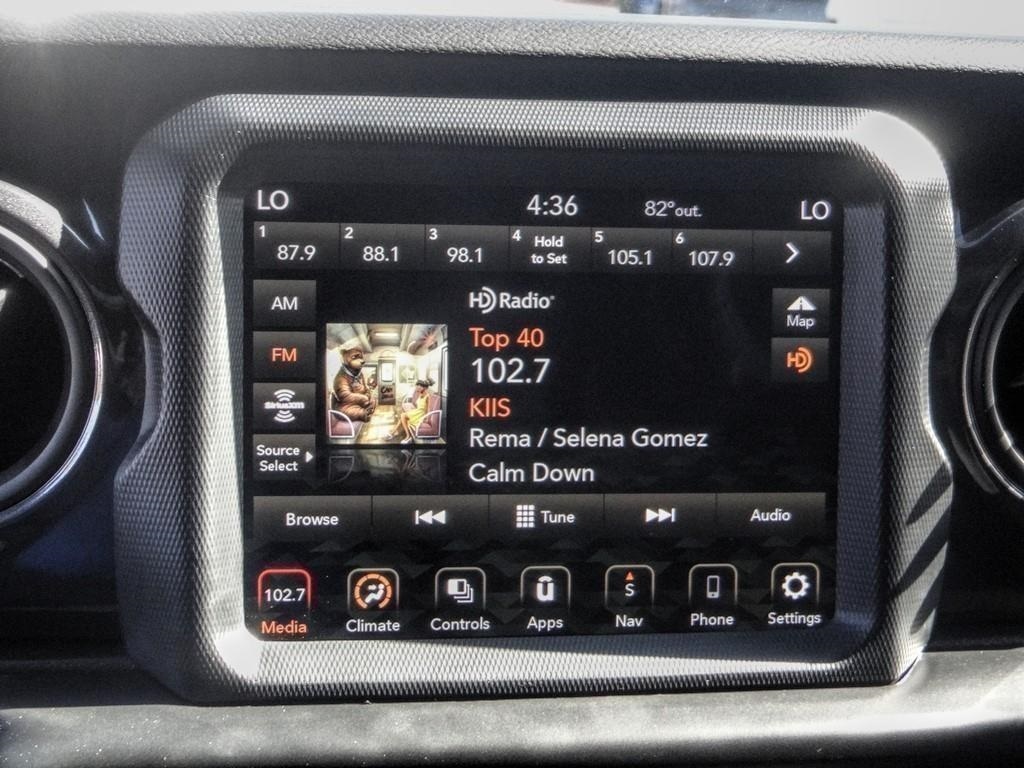 LO 4:36 82° out. LO
1 87.9 2 88.1 3 98.1 4 Hold to Set 5 105.1 6 107.9
AM
HD Radio
Map
FM
Top 40
102.7
HD
KIIS
SiriusXM
Rema / Selena Gomez
Source Select
Calm Down
Browse Tune Audio
102.7 S
Media Climate Controls Apps Nav Phone Settings